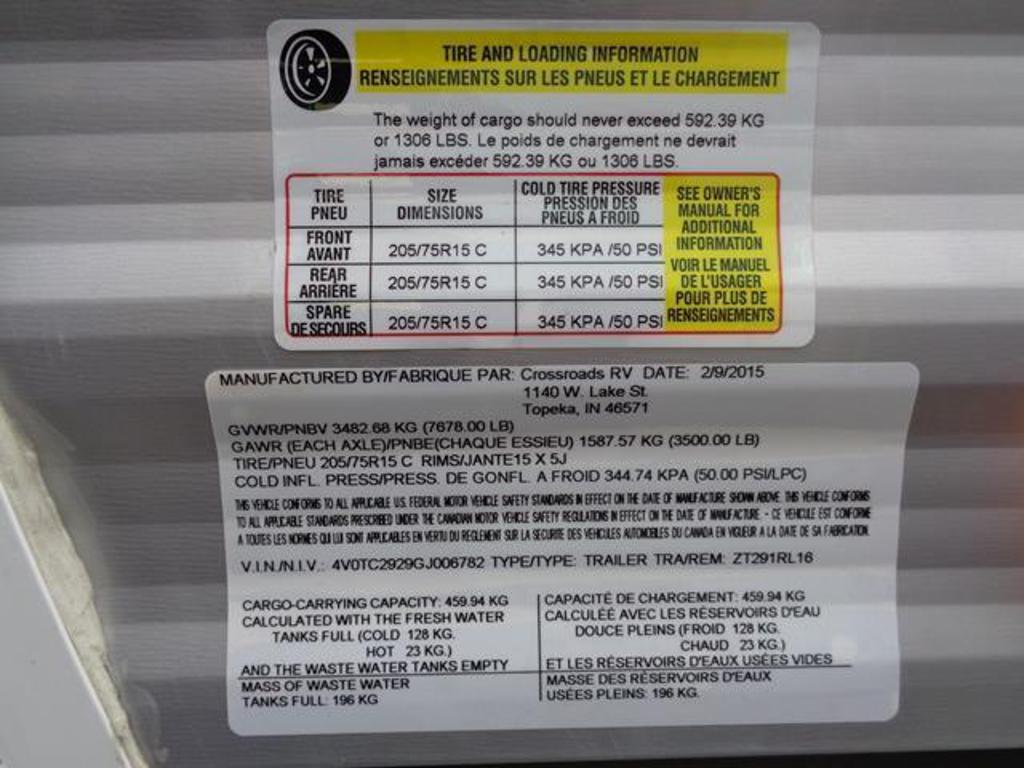 TIRE AND LOADING INFORMATION
RENSEIGNEMENTS SUR LES PNEUS ET LE CHARGEMENT
The weight of cargo should never exceed 592.39 KG
or 1306 LBS. Le poids de chargement ne devrait
jamais excéder 592.39 KG ou 1306 LBS.
TIRE
PNEU
SIZE
DIMENSIONS
COLD TIRE PRESSURE
PRESSION DES
PNEUS A FROID
FRONT
AVANT
205/75R15 C
345 KPA /50 PSI
REAR
ARRIÈRE
205/75R15 C
345 KPA /50 PSI
SPARE
DE SECOURS
205/75R15 C
345 KPA /50 PSI
SEE OWNER'S
MANUAL FOR
ADDITIONAL
INFORMATION
VOIR LE MANUEL
DE L'USAGER
POUR PLUS DE
RENSEIGNEMENTS
MANUFACTURED BY/FABRIQUE PAR: Crossroads RV DATE: 2/9/2015
1140 W. Lake St.
Topeka, IN 46571
GVWR/PNBV 3482.68 KG (7678.00 LB)
GAWR (EACH AXLE)/PNBE(CHAQUE ESSIEU) 1587.57 KG (3500.00 LB)
TIRE/PNEU 205/75R15 C RIMS/JANTE15 X 5J
COLD INFL. PRESS/PRESS. DE GONFL. A FROID 344.74 KPA (50.00 PSI/LPC)
THIS VEHICLE CONFORMS TO ALL APPLICABLE U.S. FEDERAL MOTOR VEHICLE SAFETY STANDARDS IN EFFECT ON THE DATE OF MANUFACTURE SHOWN ABOVE. THIS VEHICLE CONFORMS
TO ALL APPLICABLE STANDARDS PRESCRIBED UNDER THE CANADIAN MOTOR VEHICLE SAFETY REGULATIONS IN EFFECT ON THE DATE OF MANUFACTURE. - CE VEHICULE EST CONFORME
A TOUTES LES NORMES QUI LUI SONT APPLICABLES EN VERTU DU REGLEMENT SUR LA SECURITE DES VEHICULES AUTOMOBILES DU CANADA EN VIGUEUR A LA DATE DE SA FABRICATION.
V.I.N./N.I.V.: 4V0TC2929GJ006782 TYPE/TYPE: TRAILER TRA/REM: ZT291RL16
CARGO-CARRYING CAPACITY: 459.94 KG
CALCULATED WITH THE FRESH WATER
TANKS FULL (COLD 128 KG.
HOT 23 KG.)
AND THE WASTE WATER TANKS EMPTY
MASS OF WASTE WATER
TANKS FULL: 196 KG
CAPACITÉ DE CHARGEMENT: 459.94 KG
CALCULÉE AVEC LES RÉSERVOIRS D'EAU
DOUCE PLEINS (FROID 128 KG.
CHAUD 23 KG.)
ET LES RÉSERVOIRS D'EAUX USÉES VIDES
MASSE DES RÉSERVOIRS D'EAUX
USÉES PLEINS: 196 KG.